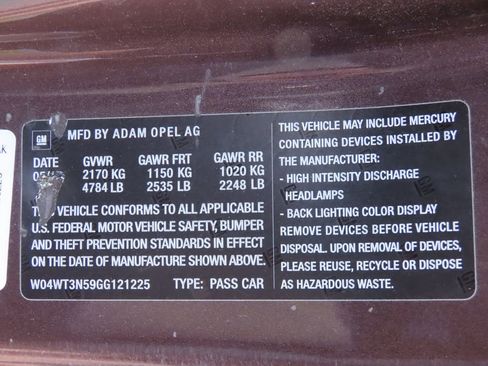 GM MFD BY ADAM OPEL AG
DATE GVWR GAWR FRT GAWR RR
2170 KG 1150 KG 1020 KG
4784 LB 2535 LB 2248 LB
VEHICLE CONFORMS TO ALL APPLICABLE
U.S. FEDERAL MOTOR VEHICLE SAFETY, BUMPER
AND THEFT PREVENTION STANDARDS IN EFFECT
ON THE DATE OF MANUFACTURE SHOWN ABOVE.
W04WT3N59GG121225 TYPE: PASS CAR
THIS VEHICLE MAY INCLUDE MERCURY
CONTAINING DEVICES INSTALLED BY
THE MANUFACTURER:
- HIGH INTENSITY DISCHARGE
HEADLAMPS
- BACK LIGHTING COLOR DISPLAY
REMOVE DEVICES BEFORE VEHICLE
DISPOSAL. UPON REMOVAL OF DEVICES,
PLEASE REUSE, RECYCLE OR DISPOSE
AS HAZARDOUS WASTE.